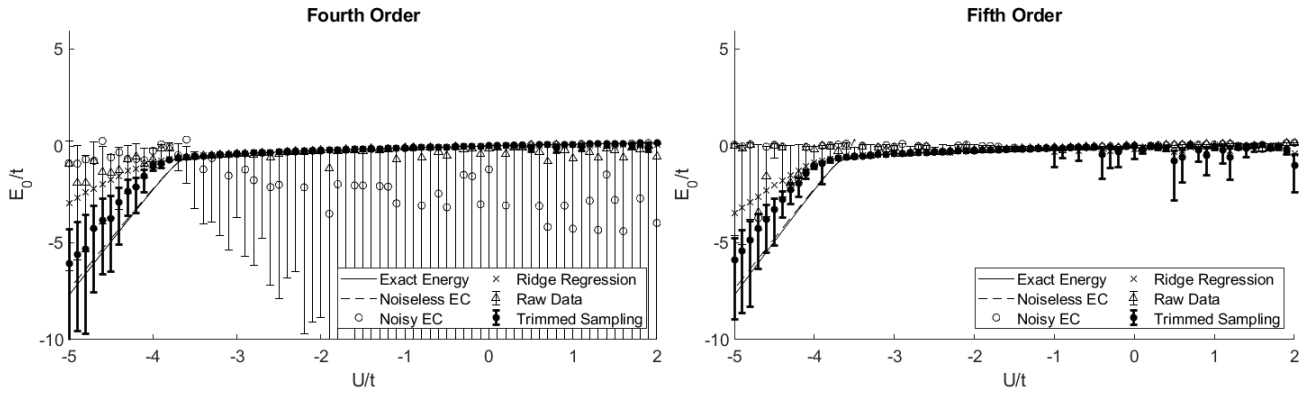 Fourth Order
5
0
-5
-10
E0/t
-5 -4 -3 -2 -1 0 1 2
U/t
Exact Energy
Noiseless EC
Noisy EC
Ridge Regression
Raw Data
Trimmed Sampling
Fifth Order
5
0
-5
-10
E0/t
-5 -4 -3 -2 -1 0 1 2
U/t
Exact Energy
Noiseless EC
Noisy EC
Ridge Regression
Raw Data
Trimmed Sampling